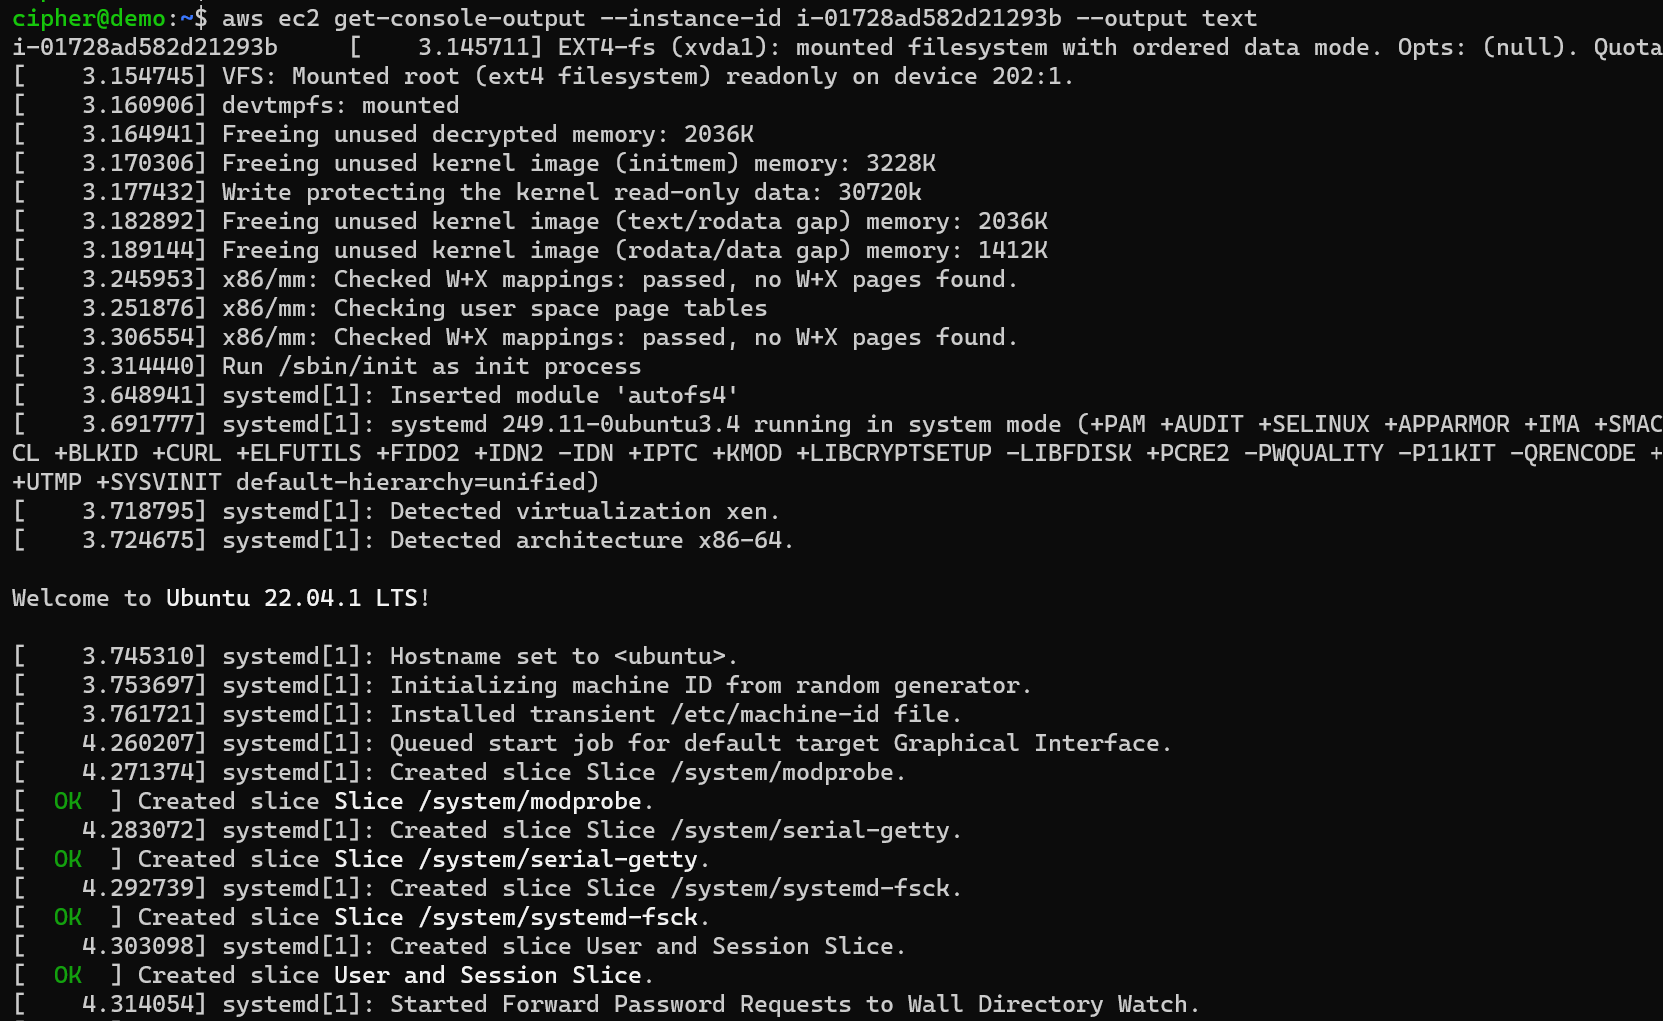 cipher@demo:~$ aws ec2 get-console-output --instance-id i-01728ad582d21293b --output text
i-01728ad582d21293b     [    3.145711] EXT4-fs (xvda1): mounted filesystem with ordered data mode. Opts: (null). Quota
[    3.154745] VFS: Mounted root (ext4 filesystem) readonly on device 202:1.
[    3.160906] devtmpfs: mounted
[    3.164941] Freeing unused decrypted memory: 2036K
[    3.170306] Freeing unused kernel image (initmem) memory: 3228K
[    3.177432] Write protecting the kernel read-only data: 30720k
[    3.182892] Freeing unused kernel image (text/rodata gap) memory: 2036K
[    3.189144] Freeing unused kernel image (rodata/data gap) memory: 1412K
[    3.245953] x86/mm: Checked W+X mappings: passed, no W+X pages found.
[    3.251876] x86/mm: Checking user space page tables
[    3.306554] x86/mm: Checked W+X mappings: passed, no W+X pages found.
[    3.314440] Run /sbin/init as init process
[    3.648941] systemd[1]: Inserted module 'autofs4'
[    3.691777] systemd[1]: systemd 249.11-0ubuntu3.4 running in system mode (+PAM +AUDIT +SELINUX +APPARMOR +IMA +SMAC
CL +BLKID +CURL +ELFUTILS +FIDO2 +IDN2 -IDN +IPTC +KMOD +LIBCRYPTSETUP -LIBFDISK +PCRE2 -PWQUALITY -P11KIT -QRENCODE +
+UTMP +SYSVINIT default-hierarchy=unified)
[    3.718795] systemd[1]: Detected virtualization xen.
[    3.724675] systemd[1]: Detected architecture x86-64.
Welcome to Ubuntu 22.04.1 LTS!
[    3.745310] systemd[1]: Hostname set to <ubuntu>.
[    3.753697] systemd[1]: Initializing machine ID from random generator.
[    3.761721] systemd[1]: Installed transient /etc/machine-id file.
[    4.260207] systemd[1]: Queued start job for default target Graphical Interface.
[    4.271374] systemd[1]: Created slice Slice /system/modprobe.
[  OK  ] Created slice Slice /system/modprobe.
[    4.283072] systemd[1]: Created slice Slice /system/serial-getty.
[  OK  ] Created slice Slice /system/serial-getty.
[    4.292739] systemd[1]: Created slice Slice /system/systemd-fsck.
[  OK  ] Created slice Slice /system/systemd-fsck.
[    4.303098] systemd[1]: Created slice User and Session Slice.
[  OK  ] Created slice User and Session Slice.
[    4.314054] systemd[1]: Started Forward Password Requests to Wall Directory Watch.